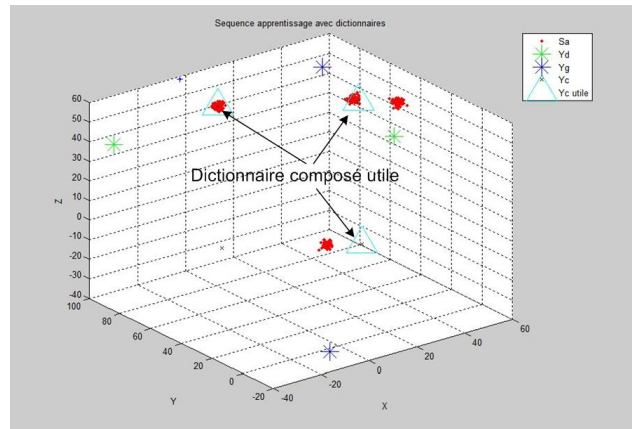 Sequence apprentissage avec dictionnaires
Sa
Yd
Yg
Yc
Yc utile
Dictionnaire composé utile
Z
60
50
40
30
20
10
0
-10
-20
-30
-40
100
80
60
40
20
0
-20
Y
-40
-20
0
20
40
60
X